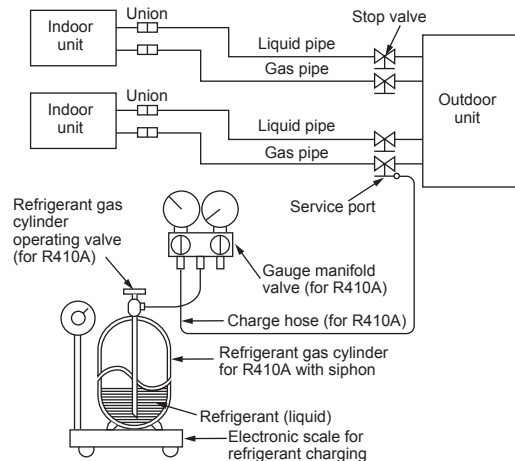 Indoor
unit
Union
Stop valve
Liquid pipe
Gas pipe
Outdoor
unit
Indoor
unit
Union
Liquid pipe
Gas pipe
Service port
Refrigerant gas
cylinder
operating valve
(for R410A)
Gauge manifold
valve (for R410A)
Charge hose (for R410A)
Refrigerant gas cylinder
for R410A with siphon
Refrigerant (liquid)
Electronic scale for
refrigerant charging